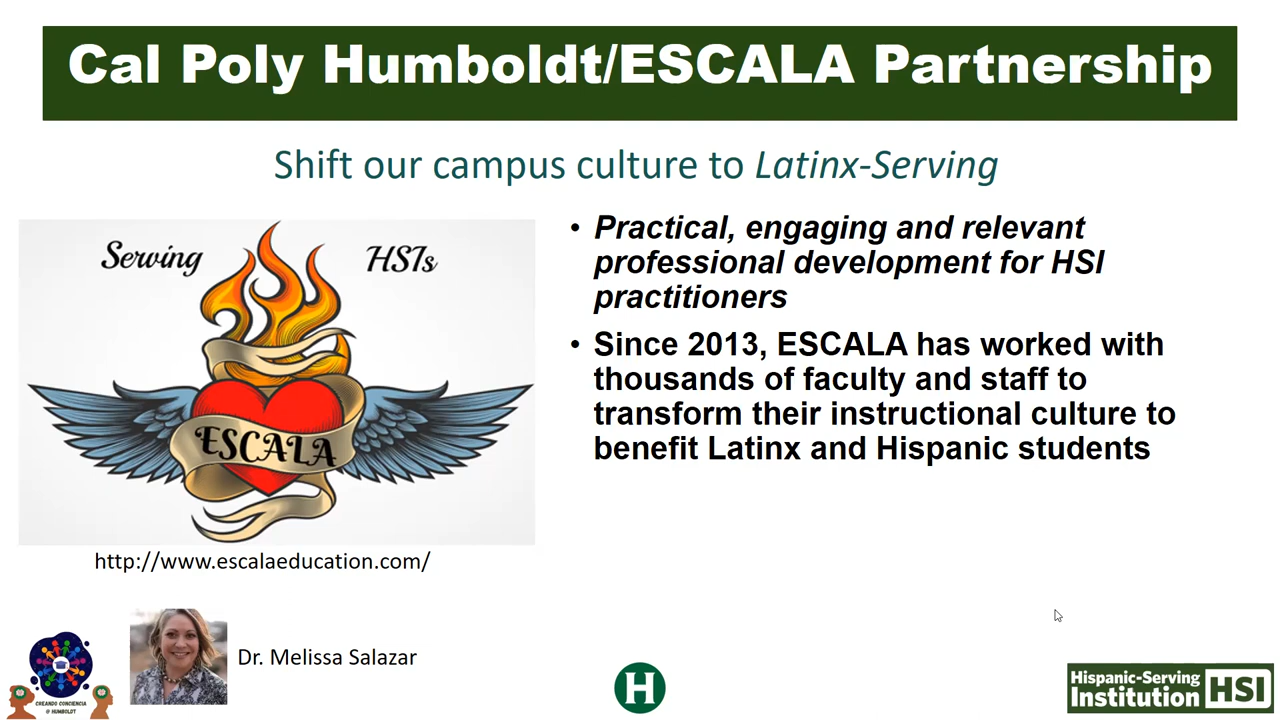 Cal Poly Humboldt/ESCALA Partnership
Shift our campus culture to Latinx-Serving
Serving HSIs
ESCALA
http://www.escalaeducation.com/
• Practical, engaging and relevant
professional development for HSI
practitioners
• Since 2013, ESCALA has worked with
thousands of faculty and staff to
transform their instructional culture to
benefit Latinx and Hispanic students
CREANDO CONCIENCIA
@ HUMBOLDT
Dr. Melissa Salazar
H
Hispanic-Serving
Institution HSI